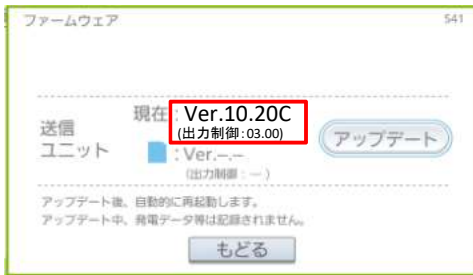 ファームウェア 541
現在 : Ver.10.20C
(出力制御:03.00)
送信
ユニット
アップデート
: Ver.-.--
(出力制御:--)
アップデート後、自動的に再起動します。
アップデート中、発電データ等は記録されません。
もどる